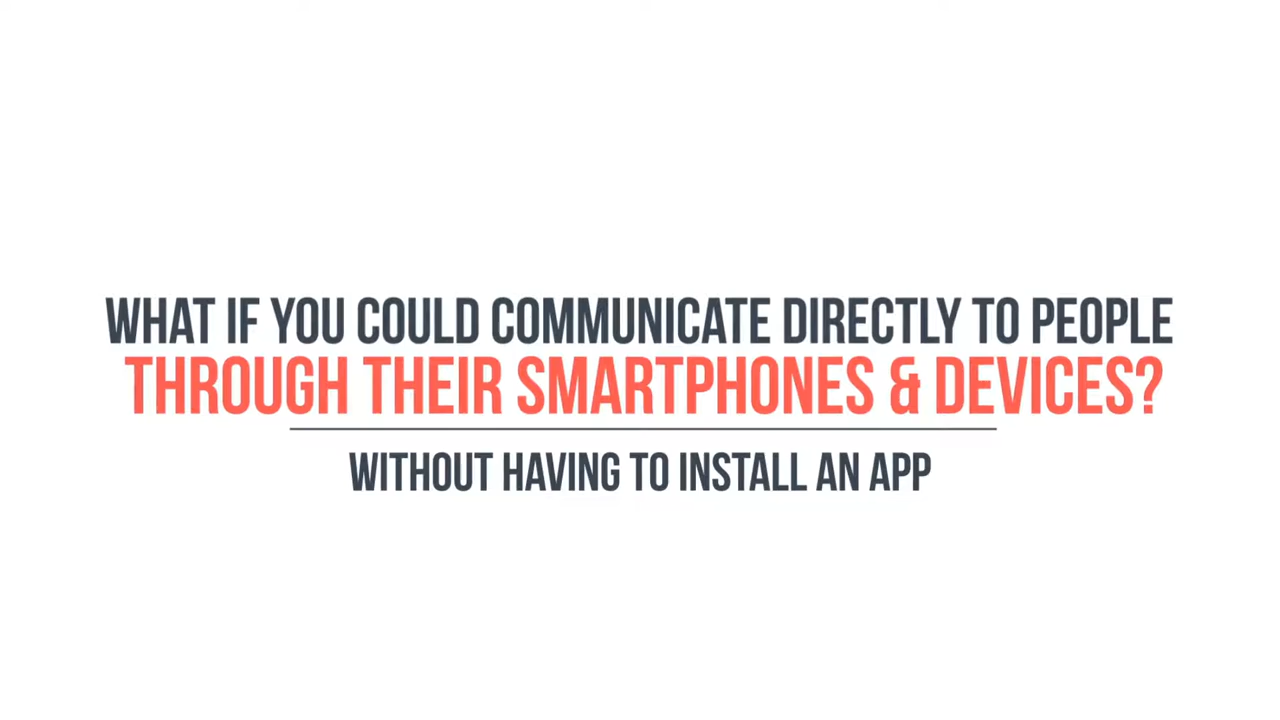 WHAT IF YOU COULD COMMUNICATE DIRECTLY TO PEOPLE
THROUGH THEIR SMARTPHONES & DEVICES?
WITHOUT HAVING TO INSTALL AN APP